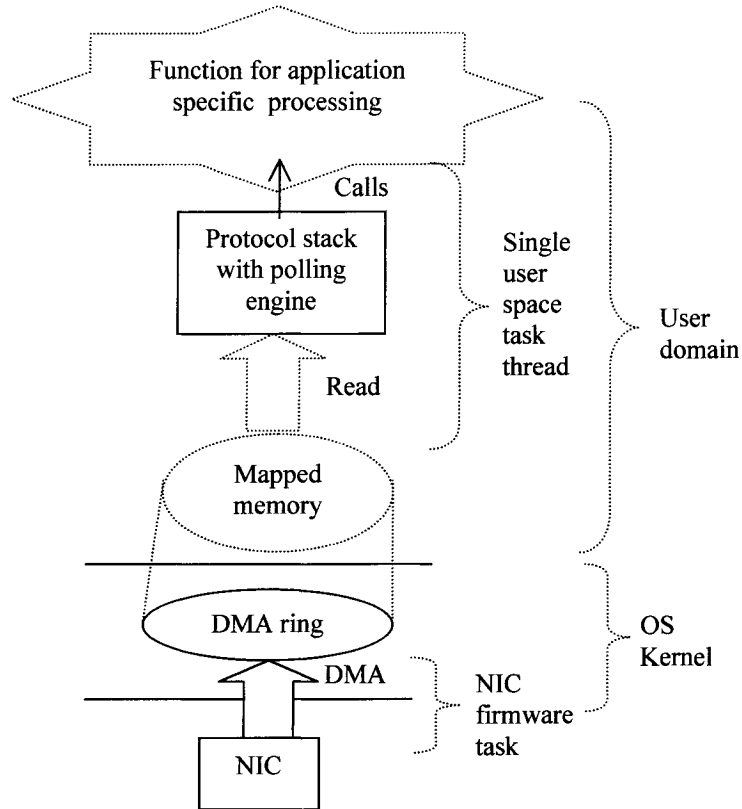 Function for application
specific processing
Calls
Protocol stack
with polling
engine
Single
user
space
task
thread
User
domain
Read
Mapped
memory
DMA ring
OS
Kernel
DMA
NIC
firmware
task
NIC